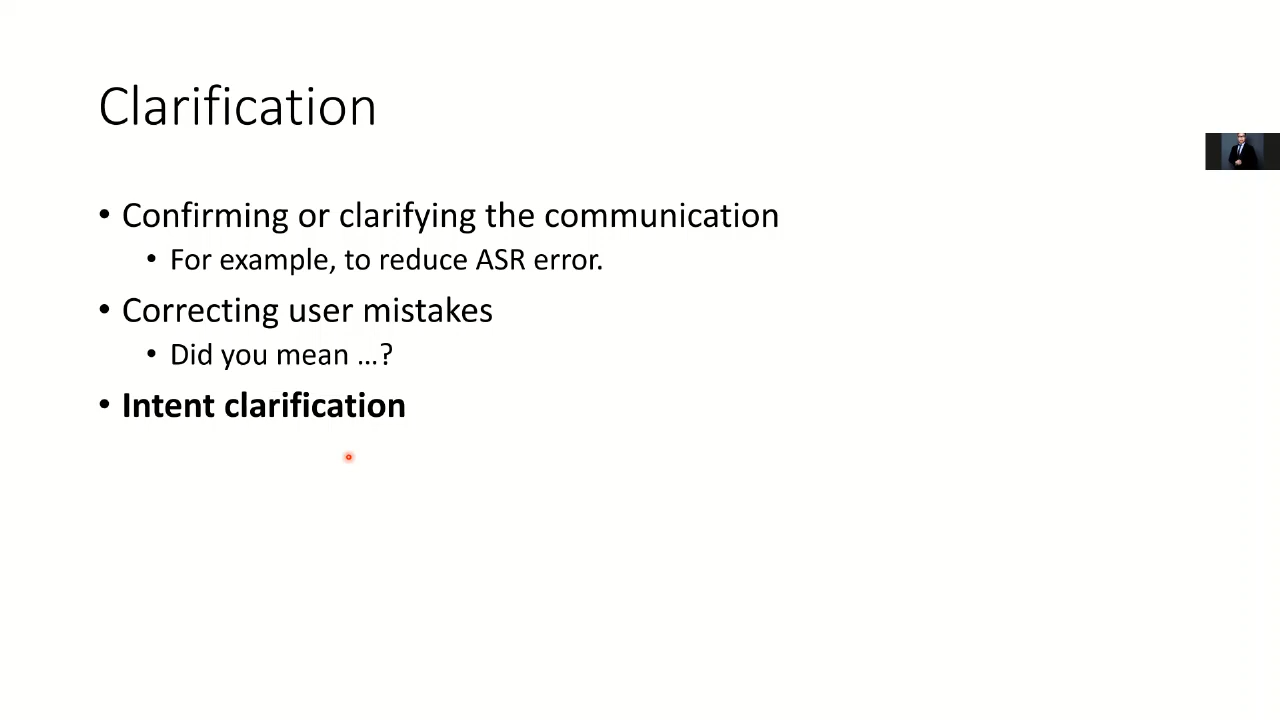 Clarification
• Confirming or clarifying the communication
• For example, to reduce ASR error.
• Correcting user mistakes
• Did you mean …?
• Intent clarification